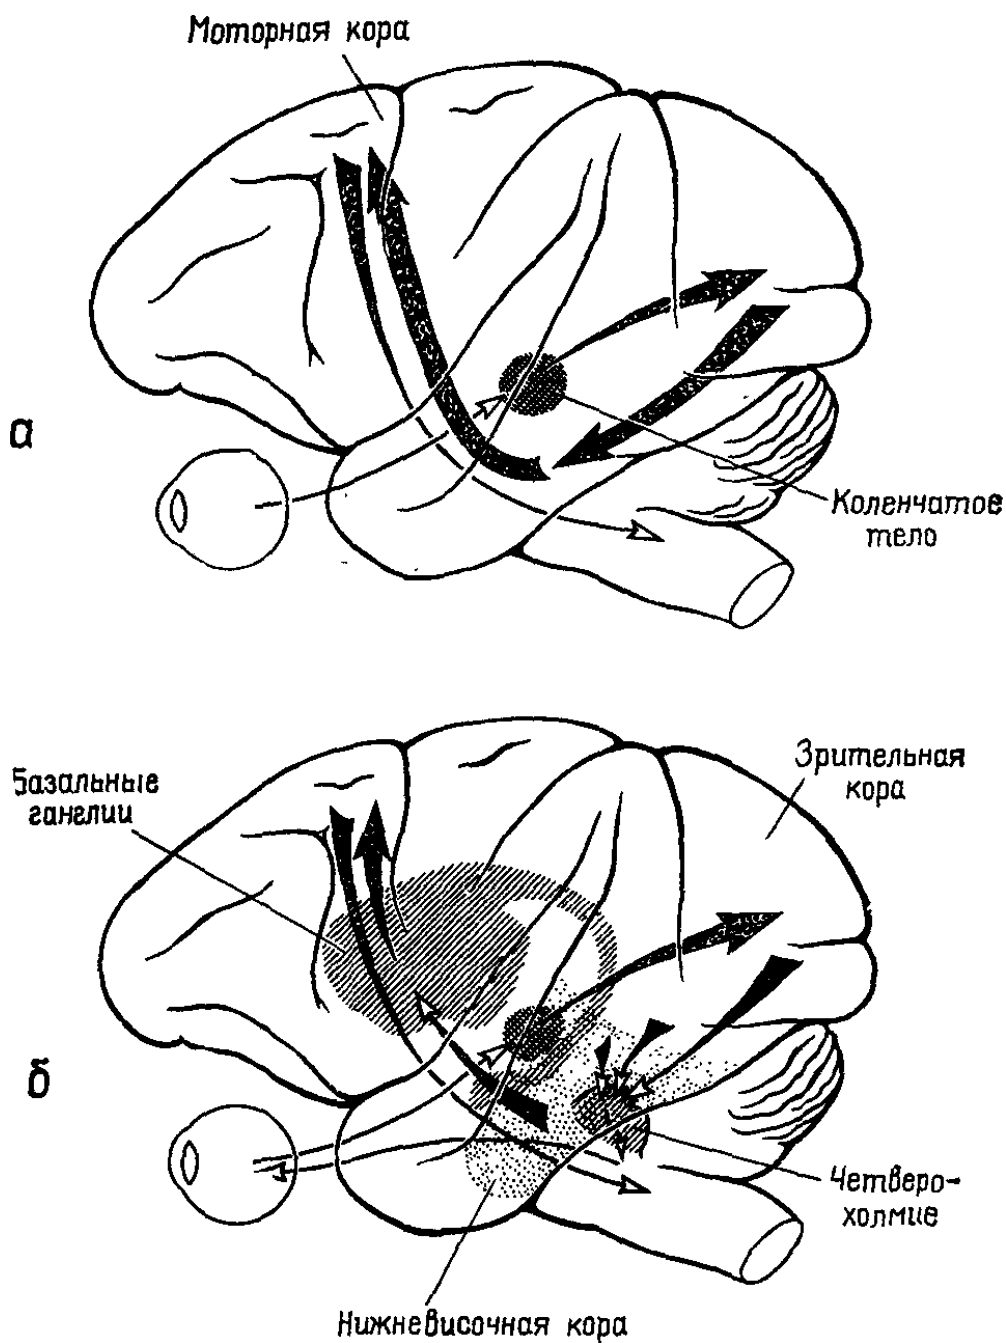 Моторная кора
а
Коленчатое
тело
Базальные
ганглии
Зрительная
кора
б
Четверо-
холмие
Нижневисочная кора